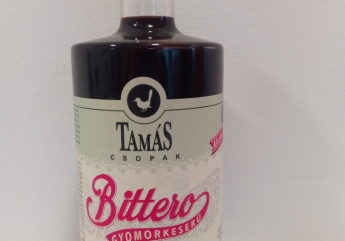 TAMÁS
CSOPAK
Bittero
GYOMORKESERŰ